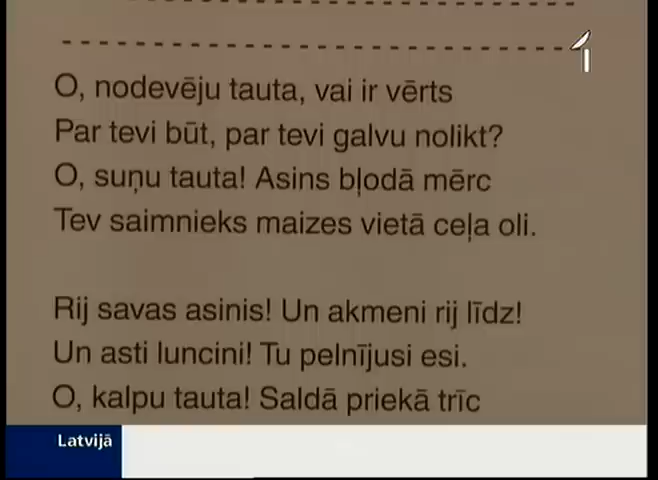 1
O, nodevēju tauta, vai ir vērts
Par tevi būt, par tevi galvu nolikt?
O, suņu tauta! Asins bļodā mērc
Tev saimnieks maizes vietā ceļa oli.
Rij savas asinis! Un akmeni rij līdz!
Un asti luncini! Tu pelnījusi esi.
O, kalpu tauta! Saldā priekā trīc
Latvijā